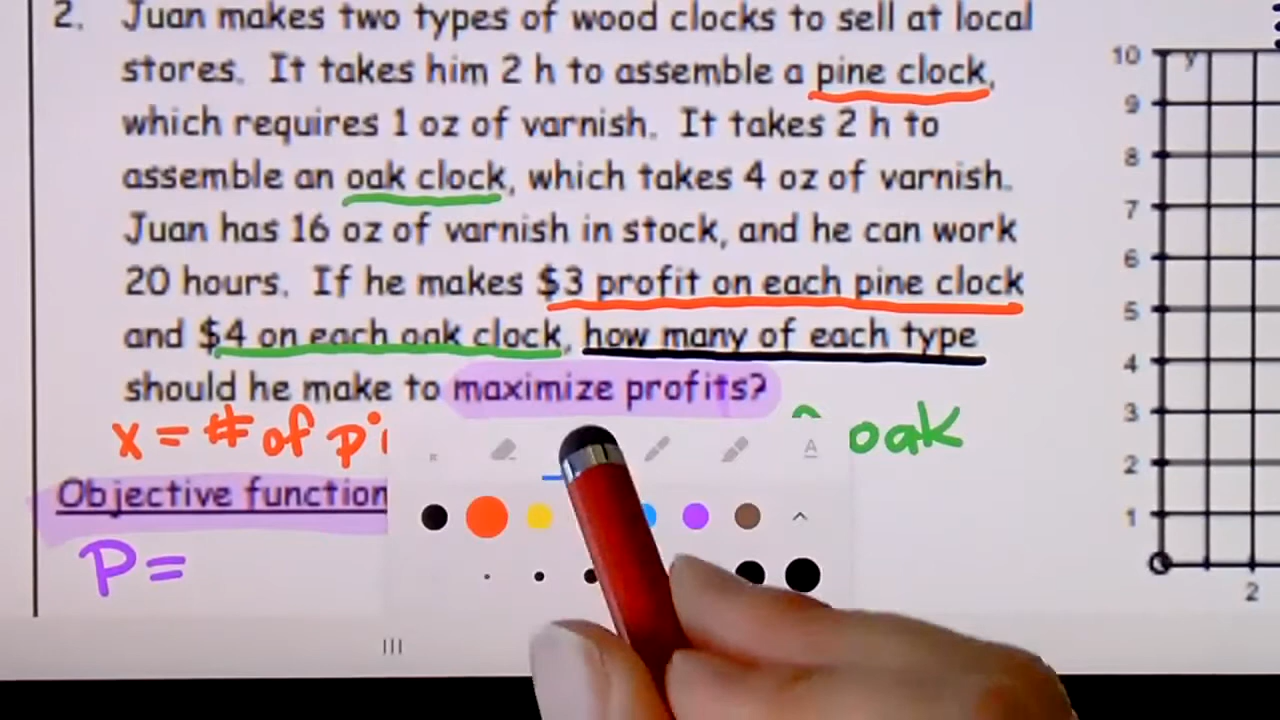 2. Juan makes two types of wood clocks to sell at local
stores. It takes him 2 h to assemble a pine clock,
which requires 1 oz of varnish. It takes 2 h to
assemble an oak clock, which takes 4 oz of varnish.
Juan has 16 oz of varnish in stock, and he can work
20 hours. If he makes $3 profit on each pine clock
and $4 on each oak clock, how many of each type
should he make to maximize profits?
x = # of pi
oak
A
Objective function
P =
y
10
9
8
7
6
5
4
3
2
1
2